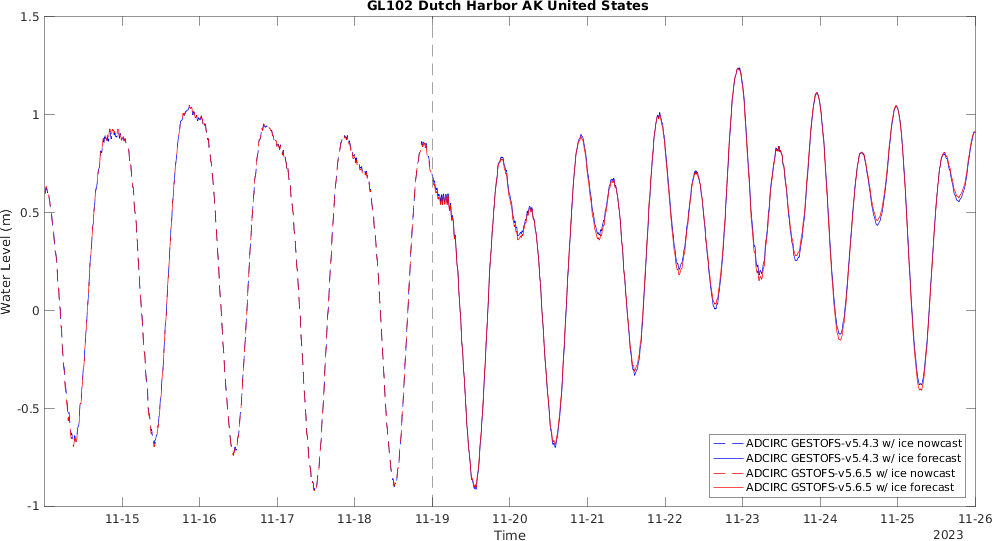 GL102 Dutch Harbor AK United States
1.5
1
0.5
0
-0.5
-1
Water Level (m)
ADCIRC GESTOFS-v5.4.3 w/ ice nowcast
ADCIRC GESTOFS-v5.4.3 w/ ice forecast
ADCIRC GSTOFS-v5.6.5 w/ ice nowcast
ADCIRC GSTOFS-v5.6.5 w/ ice forecast
11-15 11-16 11-17 11-18 11-19 11-20 11-21 11-22 11-23 11-24 11-25 11-26
Time
2023